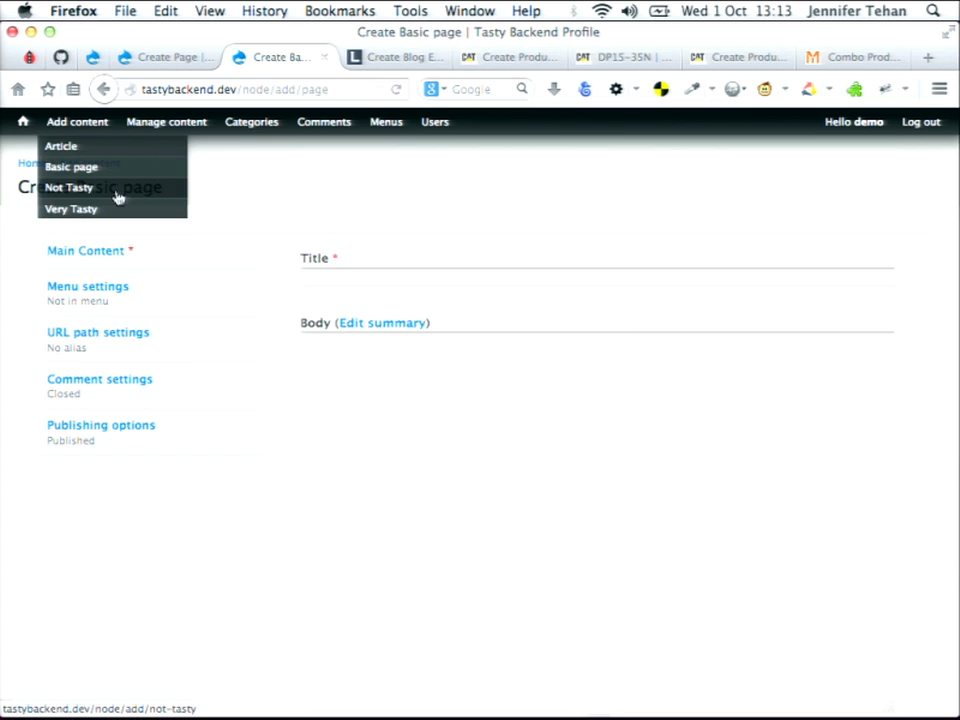 Firefox File Edit View History Bookmarks Tools Window Help Wed 1 Oct 13:13 Jennifer Tehan
Create Basic page | Tasty Backend Profile
Create Page |... Create Ba... Create Blog E... CAT Create Produ... CAT DP15-35N | ... CAT Create Produ... Combo Prod...
tastybackend.dev/node/add/page Google
Add content Manage content Categories Comments Menus Users Hello demo Log out
Article
Basic page
Not Tasty
Very Tasty
Main Content *
Title *
Menu settings
Not in menu
Body (Edit summary)
URL path settings
No alias
Comment settings
Closed
Publishing options
Published
tastybackend.dev/node/add/not-tasty